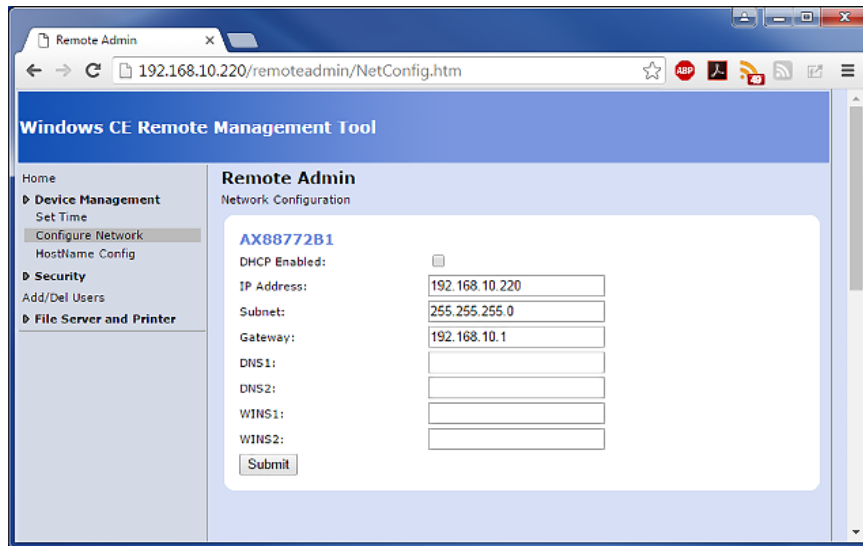 Remote Admin
192.168.10.220/remoteadmin/NetConfig.htm
ABP
Windows CE Remote Management Tool
Home
Device Management
Set Time
Configure Network
HostName Config
Security
Add/Del Users
File Server and Printer
Remote Admin
Network Configuration
AX88772B1
DHCP Enabled:
IP Address: 192.168.10.220
Subnet: 255.255.255.0
Gateway: 192.168.10.1
DNS1:
DNS2:
WINS1:
WINS2:
Submit